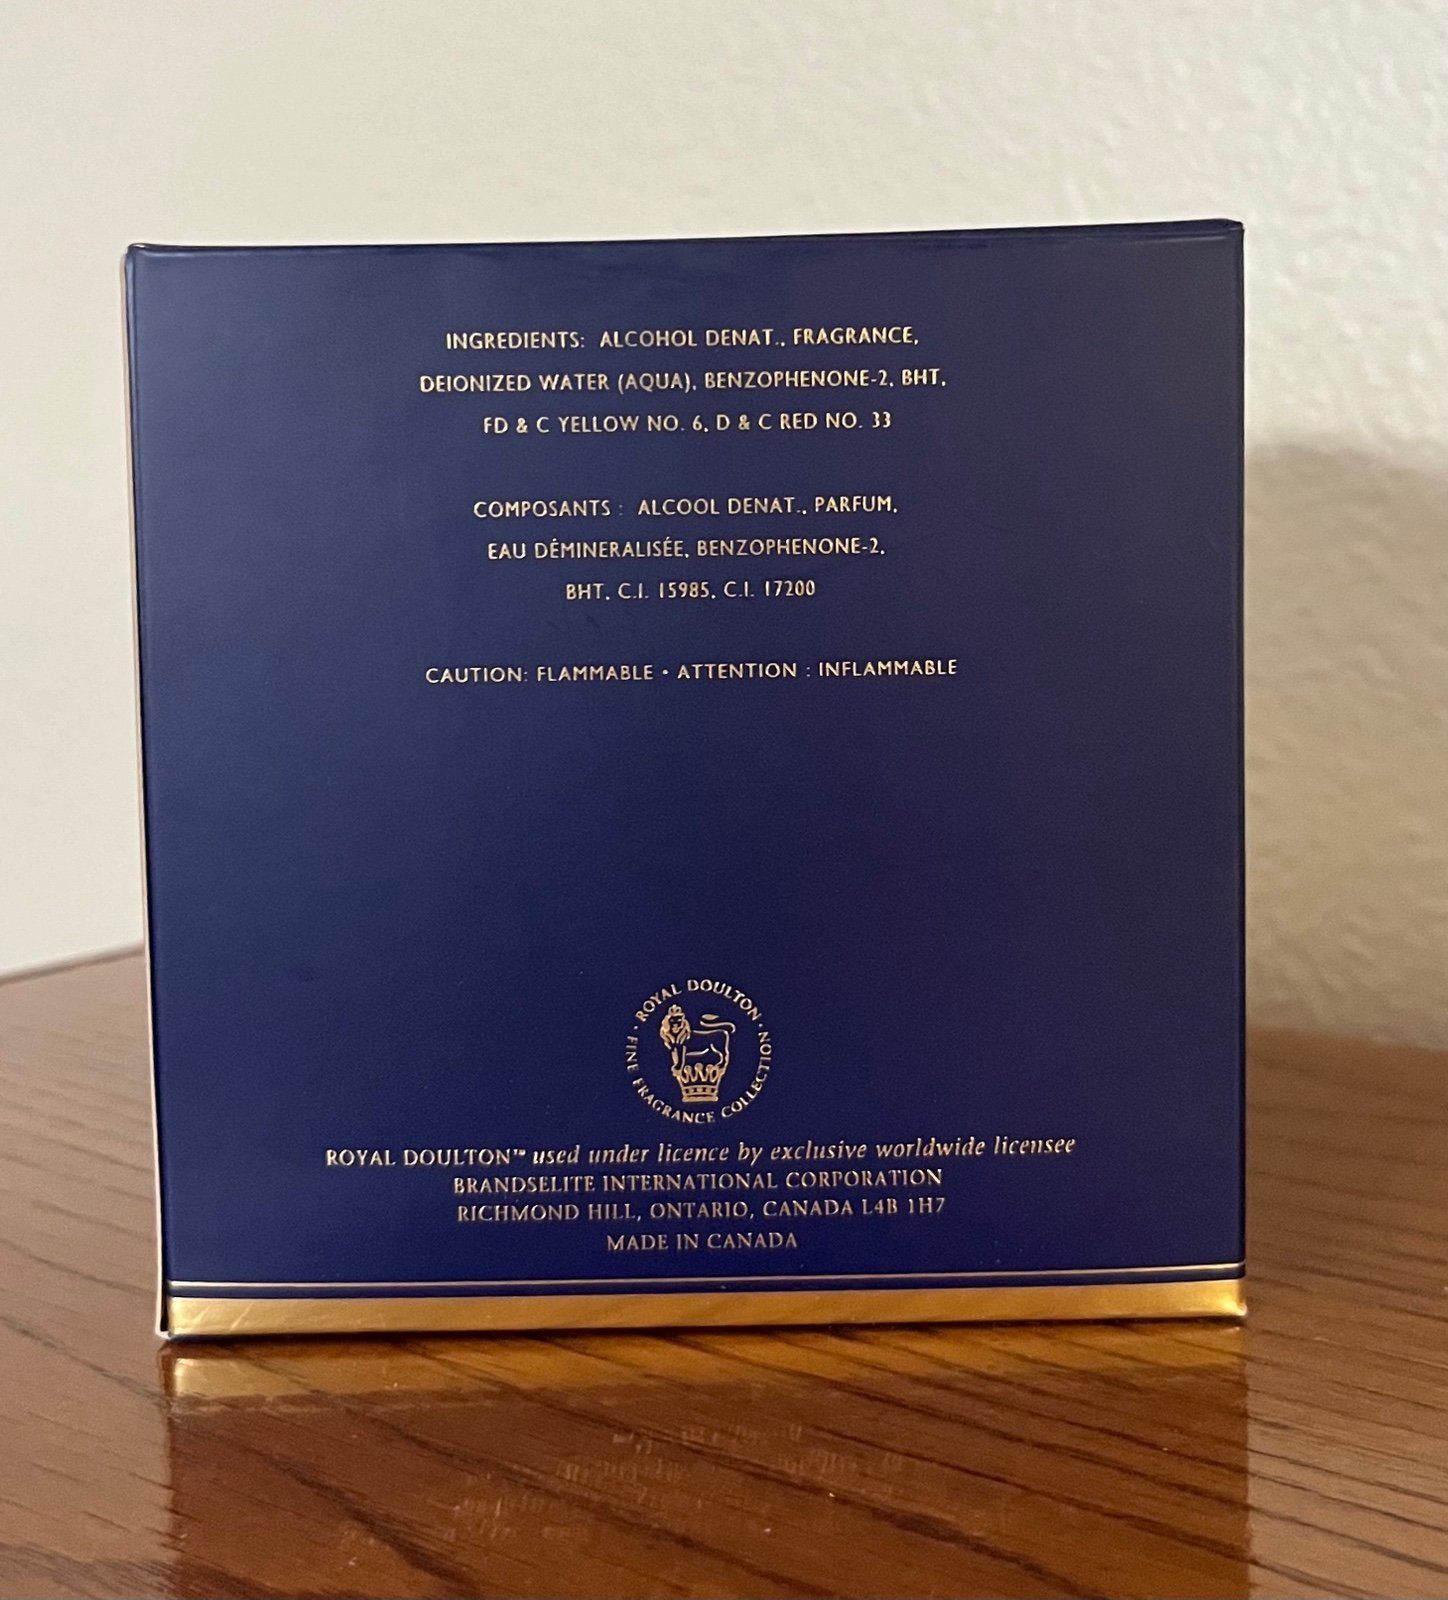 INGREDIENTS: ALCOHOL DENAT., FRAGRANCE,
DEIONIZED WATER (AQUA), BENZOPHENONE-2, BHT,
FD & C YELLOW NO. 6, D & C RED NO. 33
COMPOSANTS : ALCOOL DENAT., PARFUM,
EAU DÉMINERALISÉE, BENZOPHENONE-2,
BHT, C.I. 15985, C.I. 17200
CAUTION: FLAMMABLE • ATTENTION : INFLAMMABLE
• ROYAL DOULTON •
FINE FRAGRANCE COLLECTION
ROYAL DOULTON™ used under licence by exclusive worldwide licensee
BRANDSELITE INTERNATIONAL CORPORATION
RICHMOND HILL, ONTARIO, CANADA L4B 1H7
MADE IN CANADA